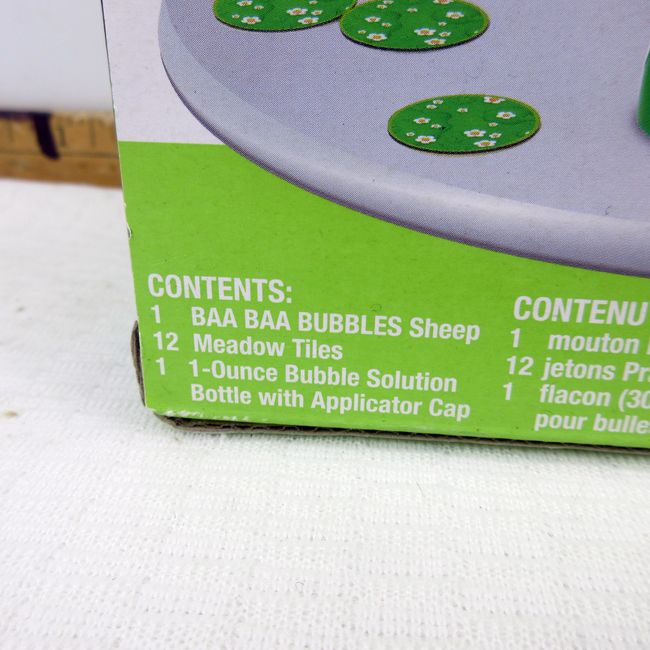 CONTENTS:
1 BAA BAA BUBBLES Sheep
12 Meadow Tiles
1 1-Ounce Bubble Solution
Bottle with Applicator Cap
CONTENU
1 mouton
12 jetons
1 flacon (30
pour bulle